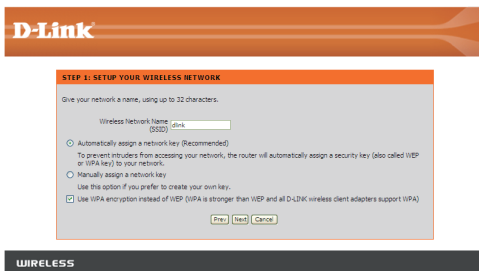 D-Link
STEP 1: SETUP YOUR WIRELESS NETWORK
Give your network a name, using up to 32 characters.
Wireless Network Name
(SSID)
dlink
Automatically assign a network key (Recommended)
To prevent intruders from accessing your network, the router will automatically assign a security key (also called WEP
or WPA key) to your network.
Manually assign a network key
Use this option if you prefer to create your own key.
Use WPA encryption instead of WEP (WPA is stronger than WEP and all D-LINK wireless client adapters support WPA)
Prev Next Cancel
WIRELESS